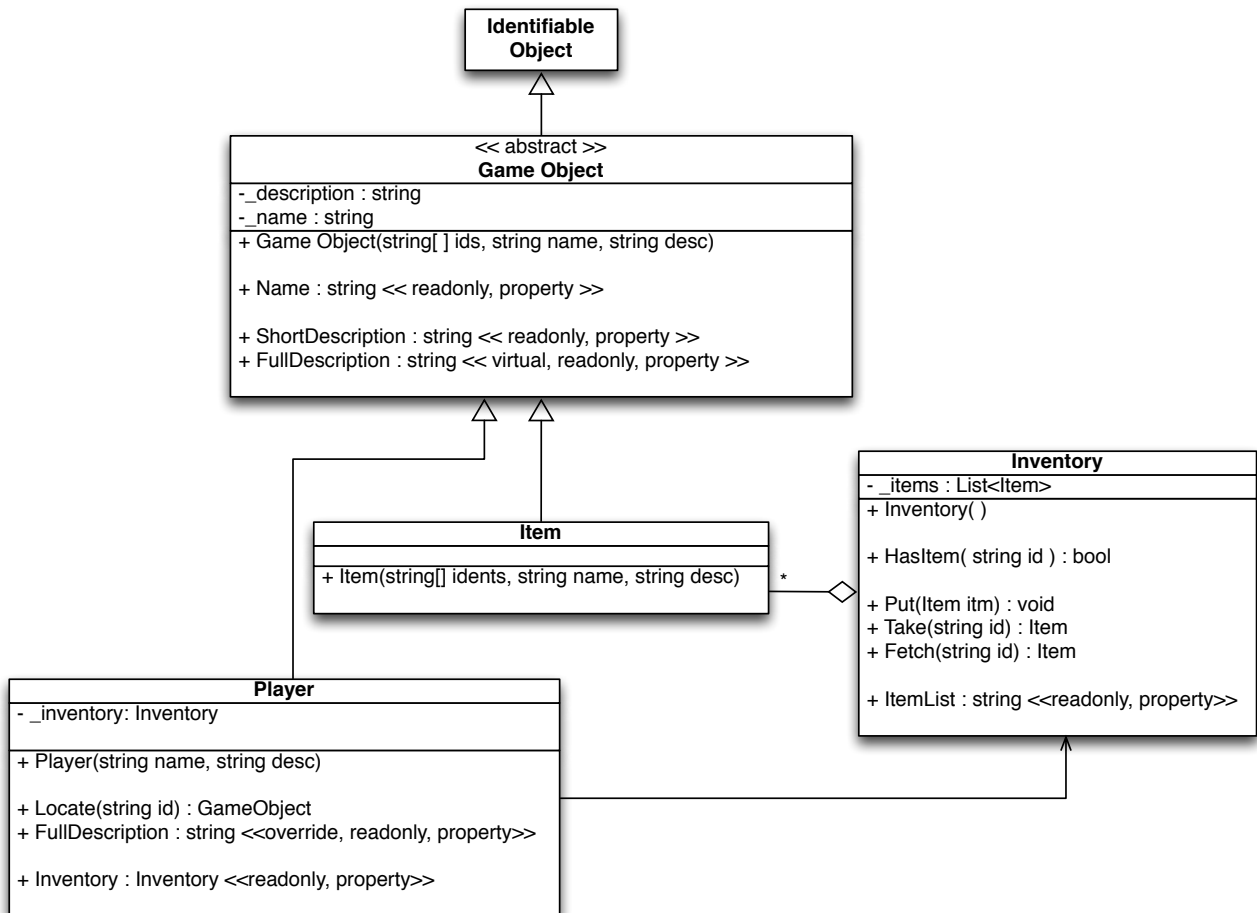 Identifiable
Object
<< abstract >>
Game Object
-_description : string
-_name : string
+ Game Object(string[ ] ids, string name, string desc)
+ Name : string << readonly, property >>
+ ShortDescription : string << readonly, property >>
+ FullDescription : string << virtual, readonly, property >>
Inventory
- _items : List<Item>
+ Inventory( )
+ HasItem( string id ) : bool
+ Put(Item itm) : void
+ Take(string id) : Item
+ Fetch(string id) : Item
+ ItemList : string <<readonly, property>>
Item
+ Item(string[] idents, string name, string desc)
*
Player
- _inventory: Inventory
+ Player(string name, string desc)
+ Locate(string id) : GameObject
+ FullDescription : string <<override, readonly, property>>
+ Inventory : Inventory <<readonly, property>>